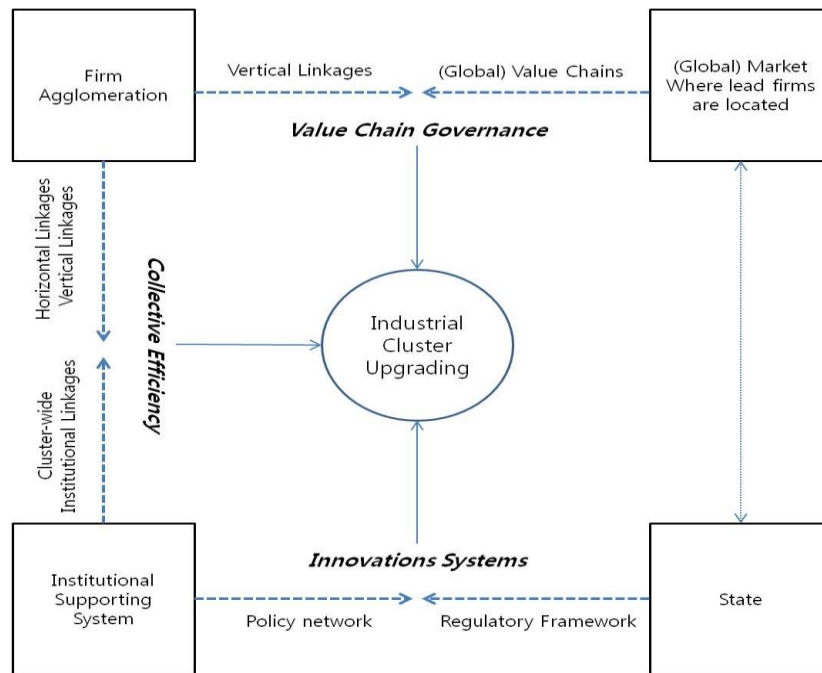 Firm
Agglomeration
Vertical Linkages
(Global) Value Chains
(Global) Market
Where lead firms
are located
Value Chain Governance
Horizontal Linkages
Vertical Linkages
Collective Efficiency
Industrial
Cluster
Upgrading
Cluster-wide
Institutional Linkages
Innovations Systems
Institutional
Supporting
System
Policy network
Regulatory Framework
State